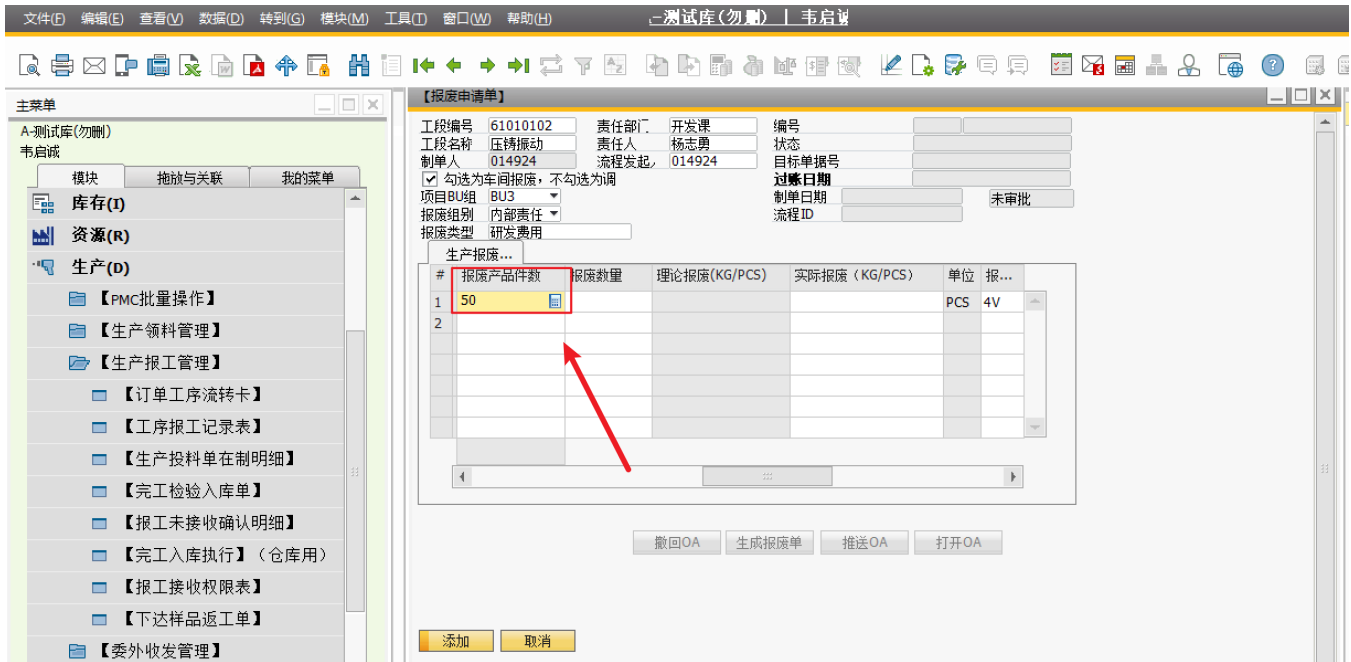 文件(F) 编辑(E) 查看(V) 数据(D) 转到(G) 模块(M) 工具(T) 窗口(W) 帮助(H) –测试库(勿删) | 韦启诚
主菜单
A-测试库(勿删)
韦启诚
模块 拖放与关联 我的菜单
库存(I)
资源(R)
生产(D)
【PMC批量操作】
【生产领料管理】
【生产报工管理】
【订单工序流转卡】
【工序报工记录表】
【生产投料单在制明细】
【完工检验入库单】
【报工未接收确认明细】
【完工入库执行】（仓库用）
【报工接收权限表】
【下达样品返工单】
【委外收发管理】
【报废申请单】
工段编号 61010102 责任部门 开发课 编号
工段名称 压铸振动 责任人 杨志勇 状态
制单人 014924 流程发起, 014924 目标单据号
勾选为车间报废，不勾选为调 过账日期
项目BU组 BU3 制单日期 未审批
报废组别 内部责任 流程ID
报废类型 研发费用
生产报废...
# 报废产品件数 报废数量 理论报废(KG/PCS) 实际报废（KG/PCS） 单位 报...
1 50 PCS 4V
2
撤回OA 生成报废单 推送OA 打开OA
添加 取消